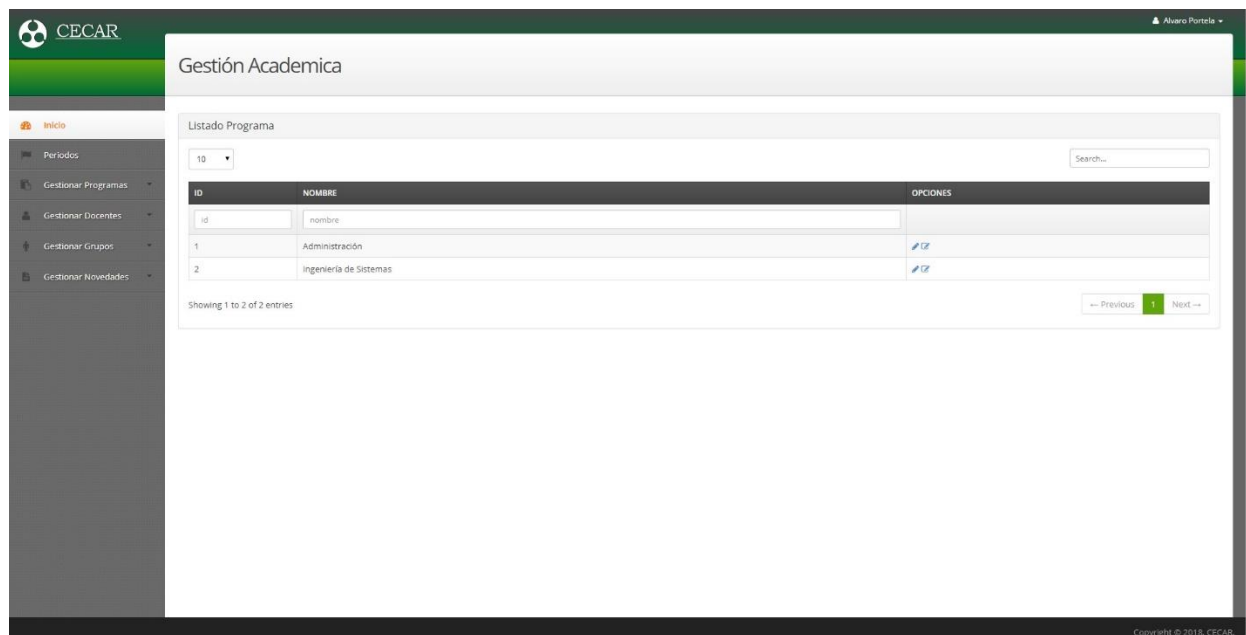 CECAR
Alvaro Portela
Gestión Academica
Inicio
Periodos
Gestionar Programas
Gestionar Docentes
Gestionar Grupos
Gestionar Novedades
Listado Programa
10
Search...
ID NOMBRE OPCIONES
id nombre
1 Administración
2 Ingeniería de Sistemas
Showing 1 to 2 of 2 entries
← Previous 1 Next →
Copyright © 2018, CECAR